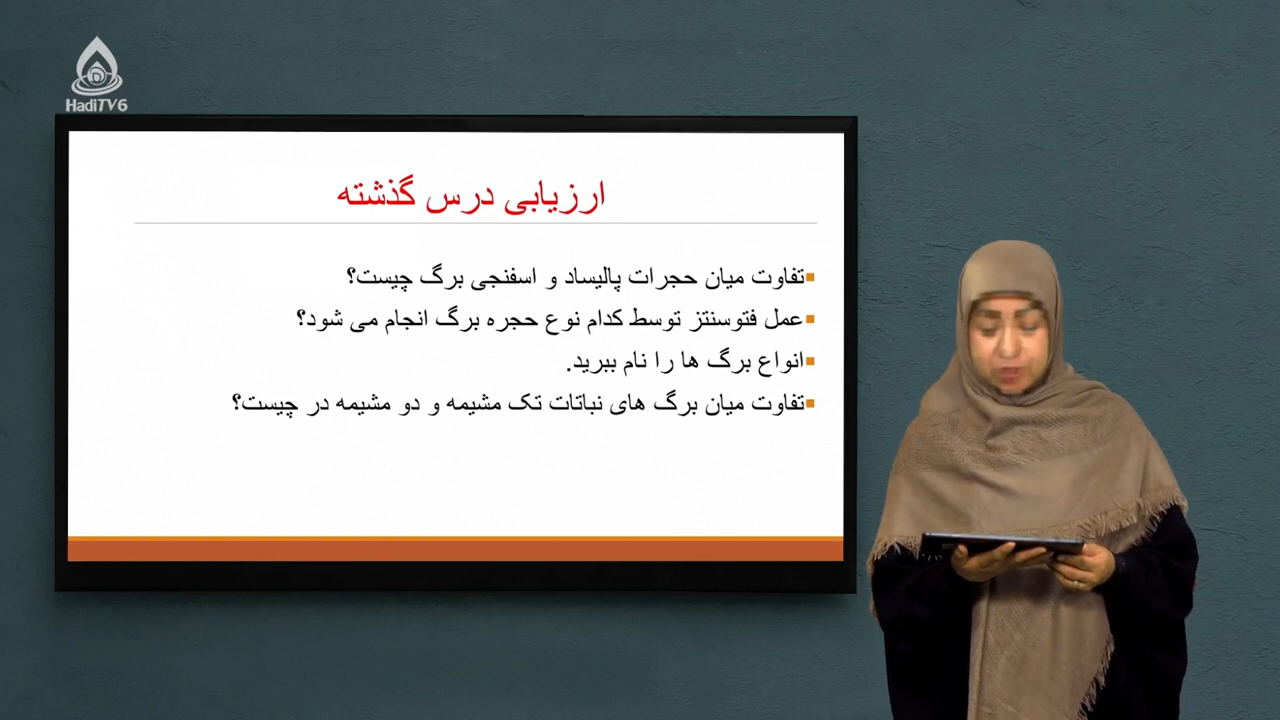 HadiTV6
ارزیابی درس گذشته
تفاوت میان حجرات پالیساد و اسفنجی برگ چیست؟
عمل فتوسنتز توسط کدام نوع حجره برگ انجام می شود؟
انواع برگ ها را نام ببرید.
تفاوت میان برگ های نباتات تک مشیمه و دو مشیمه در چیست؟